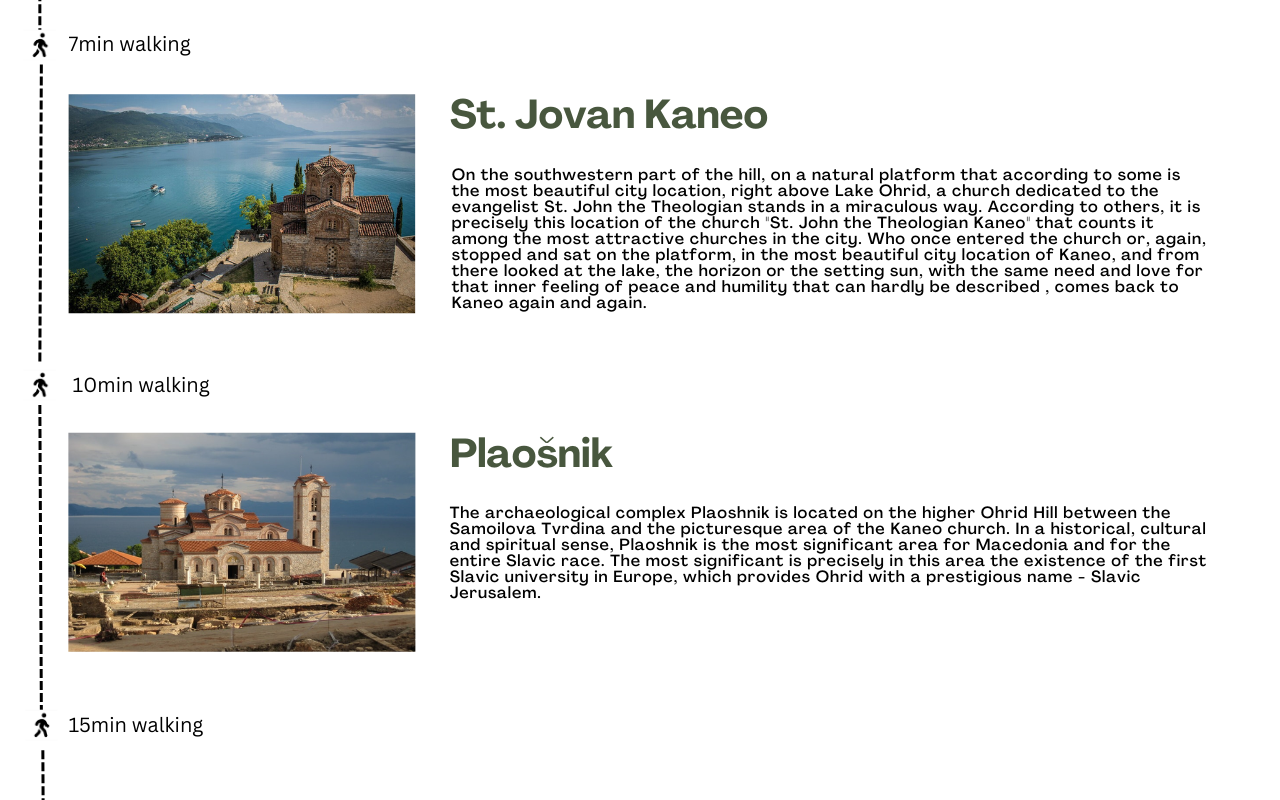 7min walking
St. Jovan Kaneo
On the southwestern part of the hill, on a natural platform that according to some is
the most beautiful city location, right above Lake Ohrid, a church dedicated to the
evangelist St. John the Theologian stands in a miraculous way. According to others, it is
precisely this location of the church "St. John the Theologian Kaneo" that counts it
among the most attractive churches in the city. Who once entered the church or, again,
stopped and sat on the platform, in the most beautiful city location of Kaneo, and from
there looked at the lake, the horizon or the setting sun, with the same need and love for
that inner feeling of peace and humility that can hardly be described , comes back to
Kaneo again and again.
10min walking
Plaošnik
The archaeological complex Plaoshnik is located on the higher Ohrid Hill between the
Samoilova Tvrdina and the picturesque area of the Kaneo church. In a historical, cultural
and spiritual sense, Plaoshnik is the most significant area for Macedonia and for the
entire Slavic race. The most significant is precisely in this area the existence of the first
Slavic university in Europe, which provides Ohrid with a prestigious name - Slavic
Jerusalem.
15min walking